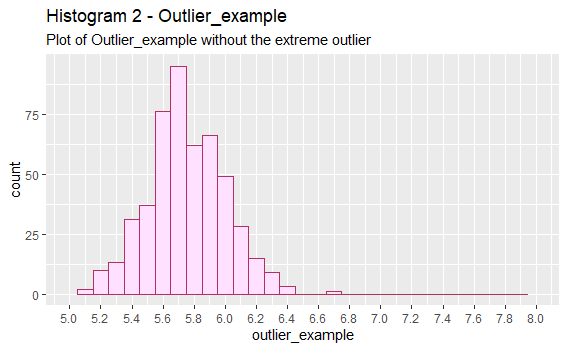 Histogram 2 - Outlier_example
Plot of Outlier_example without the extreme outlier
75
50
25
0
count
5.0 5.2 5.4 5.6 5.8 6.0 6.2 6.4 6.6 6.8 7.0 7.2 7.4 7.6 7.8 8.0
outlier_example